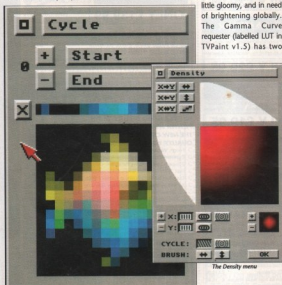 Cycle
0
+ Start
- End
X
little gloomy, and in need
of brightening globally.
The Gamma Curve
requester (labelled LUT in
TVPaint v1.5) has two
Density
X→Y
X←Y
X↔Y
+ X:
- Y:
+
-
CYCLE:
BRUSH:
OK
The Density menu